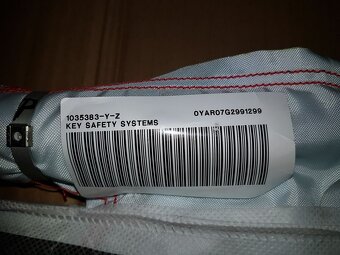 1035383-Y-Z 0YAR07G2991299
KEY SAFETY SYSTEMS